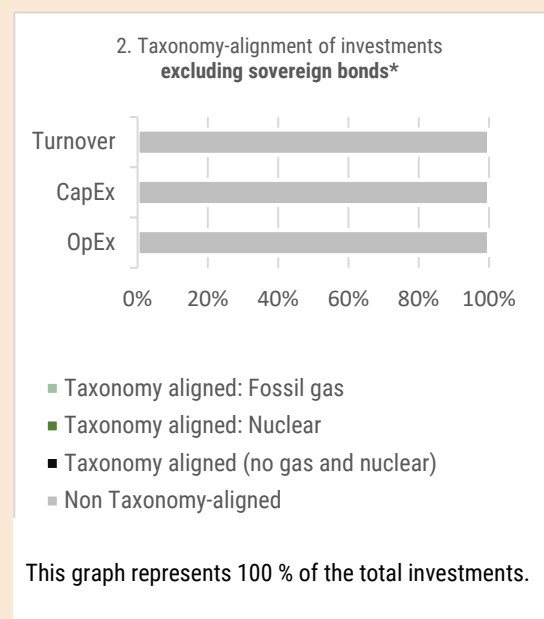 2. Taxonomy-alignment of investments
excluding sovereign bonds*
Turnover
CapEx
OpEx
0% 20% 40% 60% 80% 100%
Taxonomy aligned: Fossil gas
Taxonomy aligned: Nuclear
Taxonomy aligned (no gas and nuclear)
Non Taxonomy-aligned
This graph represents 100 % of the total investments.